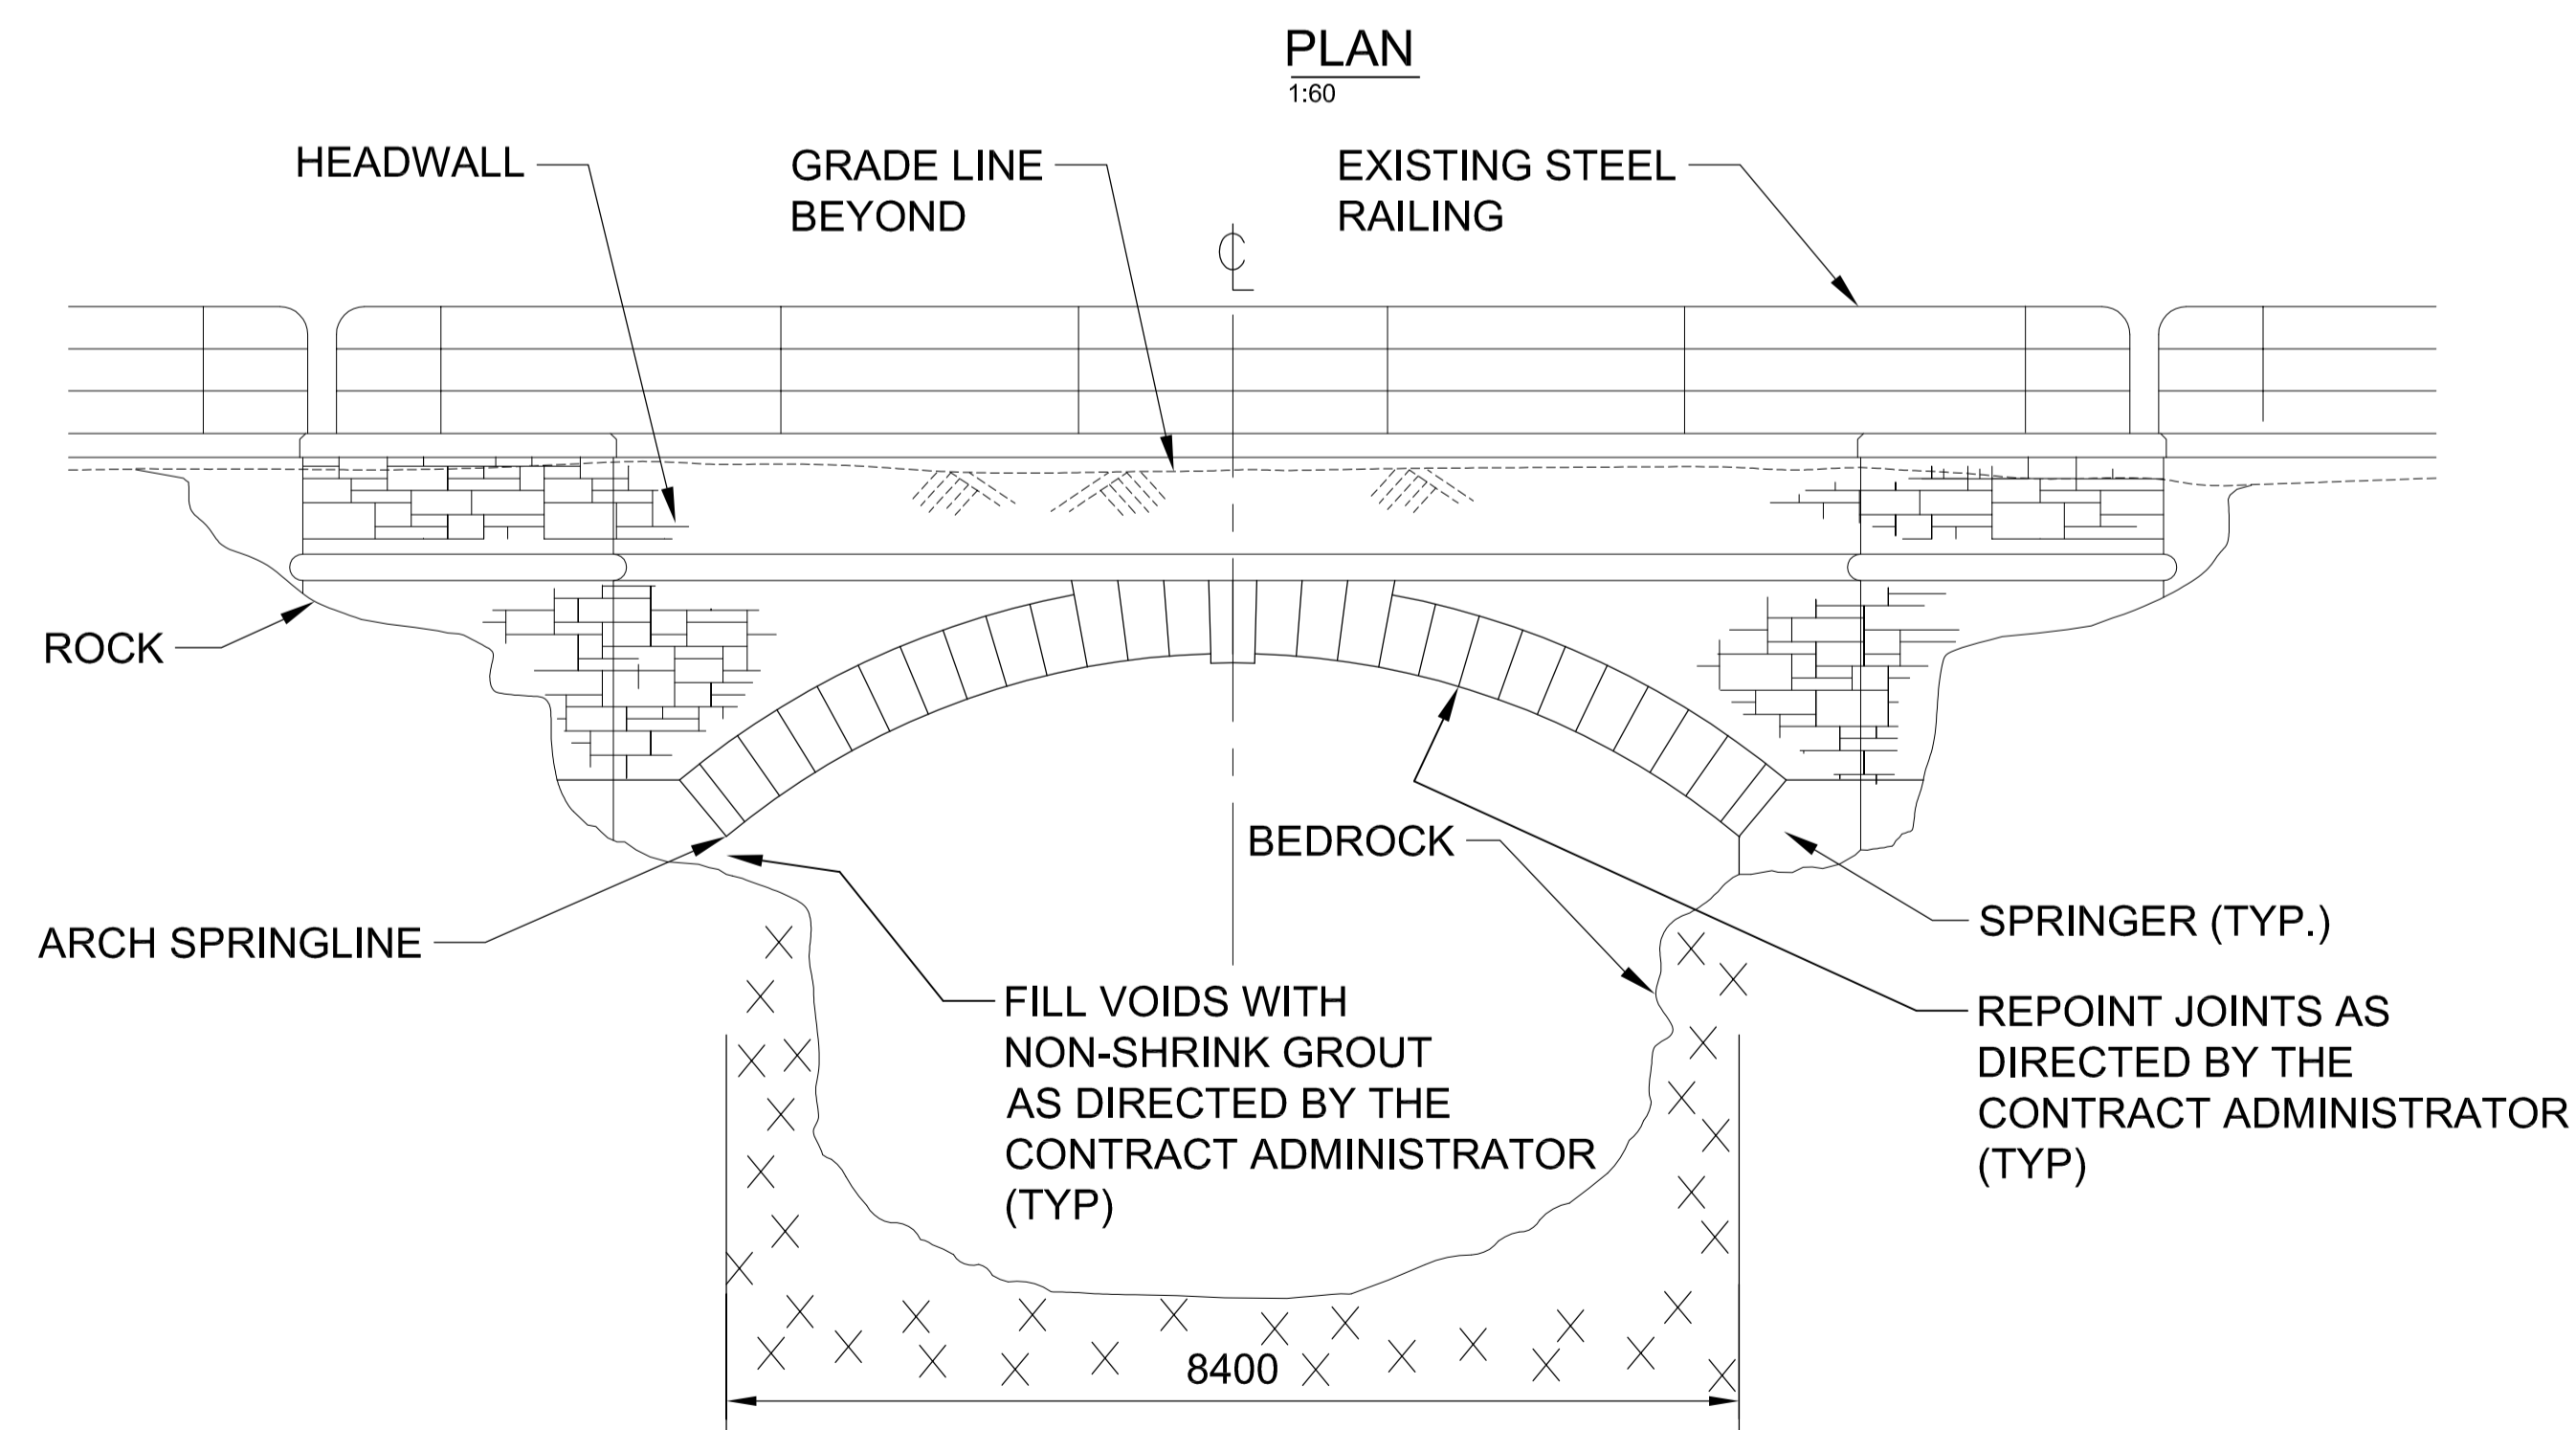 PLAN
1:60
HEADWALL
GRADE LINE
BEYOND
EXISTING STEEL
RAILING
℄
ROCK
BEDROCK
ARCH SPRINGLINE
SPRINGER (TYP.)
FILL VOIDS WITH
NON-SHRINK GROUT
AS DIRECTED BY THE
CONTRACT ADMINISTRATOR
(TYP)
REPOINT JOINTS AS
DIRECTED BY THE
CONTRACT ADMINISTRATOR
(TYP)
8400